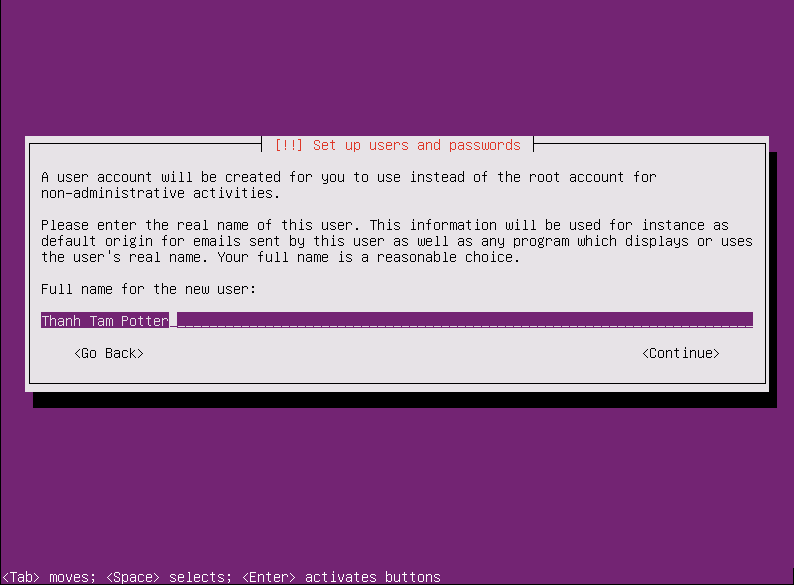 [!!] Set up users and passwords
A user account will be created for you to use instead of the root account for
non-administrative activities.
Please enter the real name of this user. This information will be used for instance as
default origin for emails sent by this user as well as any program which displays or uses
the user's real name. Your full name is a reasonable choice.
Full name for the new user:
Thanh Tam Potter
<Go Back> <Continue>
<Tab> moves; <Space> selects; <Enter> activates buttons